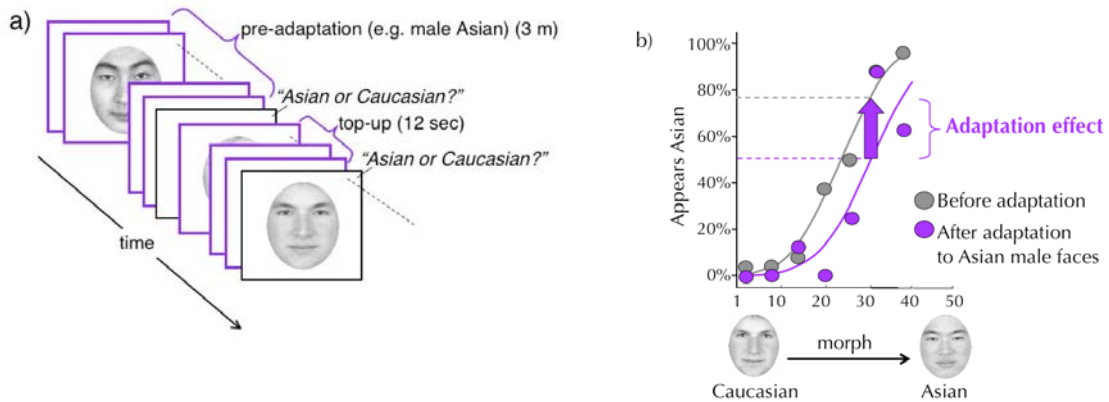 a)
pre-adaptation (e.g. male Asian) (3 m)
"Asian or Caucasian?"
top-up (12 sec)
"Asian or Caucasian?"
time
b)
Appears Asian
100%
80%
60%
40%
20%
0%
Adaptation effect
Before adaptation
After adaptation
to Asian male faces
1 10 20 30 40 50
morph
Caucasian
Asian